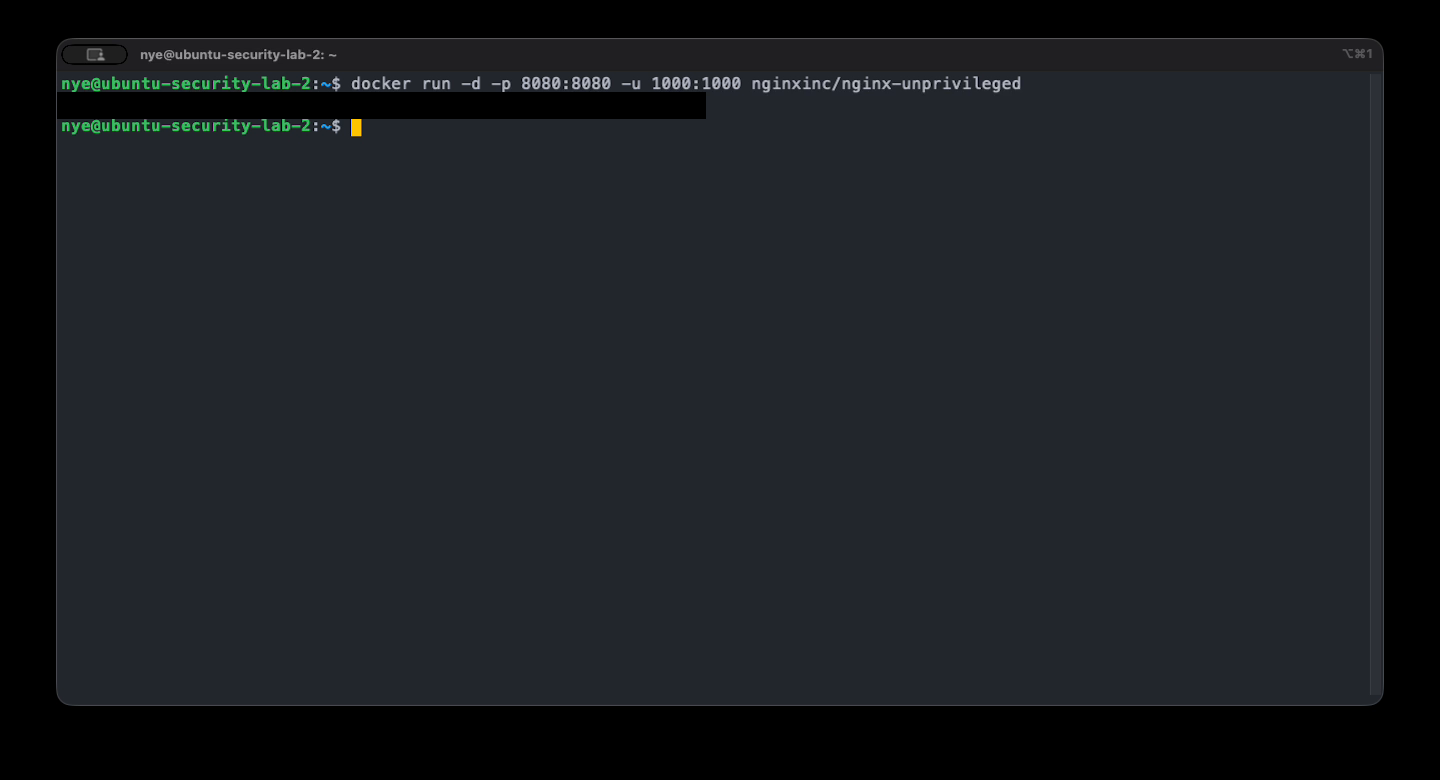 nye@ubuntu-security-lab-2: ~
⌥⌘1
nye@ubuntu-security-lab-2:~$ docker run -d -p 8080:8080 -u 1000:1000 nginxinc/nginx-unprivileged
nye@ubuntu-security-lab-2:~$